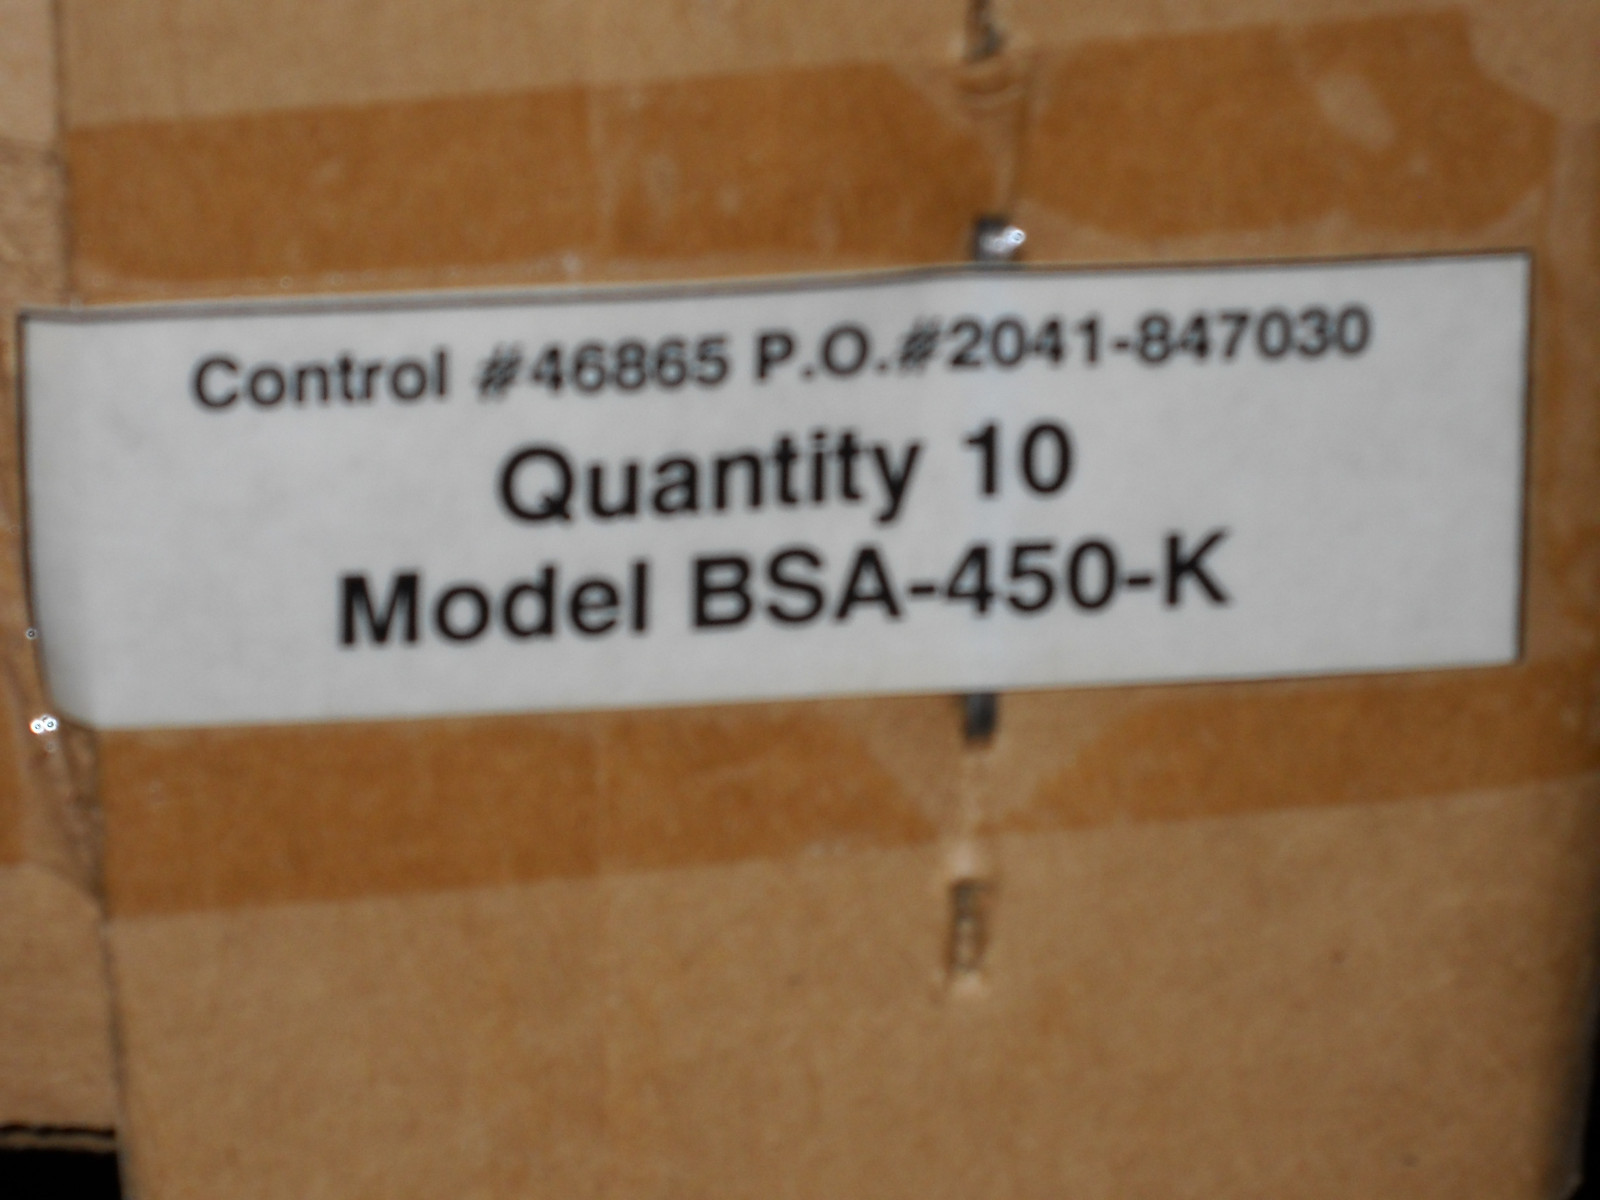 Control #46865 P.O.#2041-847030
Quantity 10
Model BSA-450-K